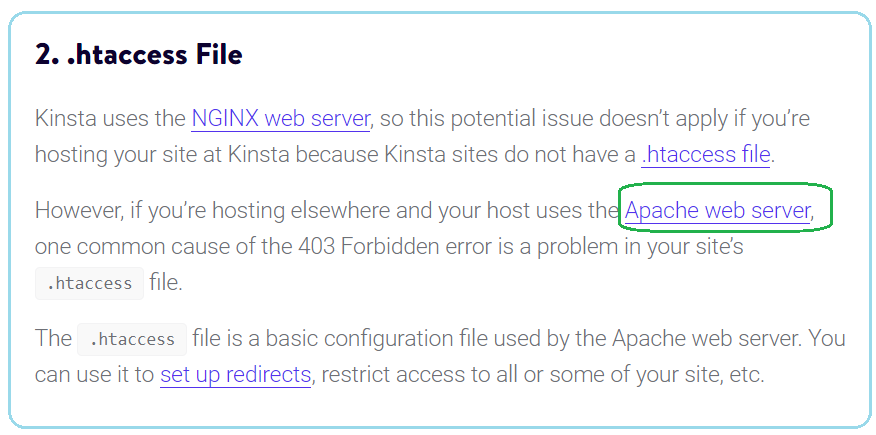 2. .htaccess File
Kinsta uses the NGINX web server, so this potential issue doesn’t apply if you’re
hosting your site at Kinsta because Kinsta sites do not have a .htaccess file.
However, if you’re hosting elsewhere and your host uses the Apache web server,
one common cause of the 403 Forbidden error is a problem in your site’s
.htaccess file.
The .htaccess file is a basic configuration file used by the Apache web server. You
can use it to set up redirects, restrict access to all or some of your site, etc.